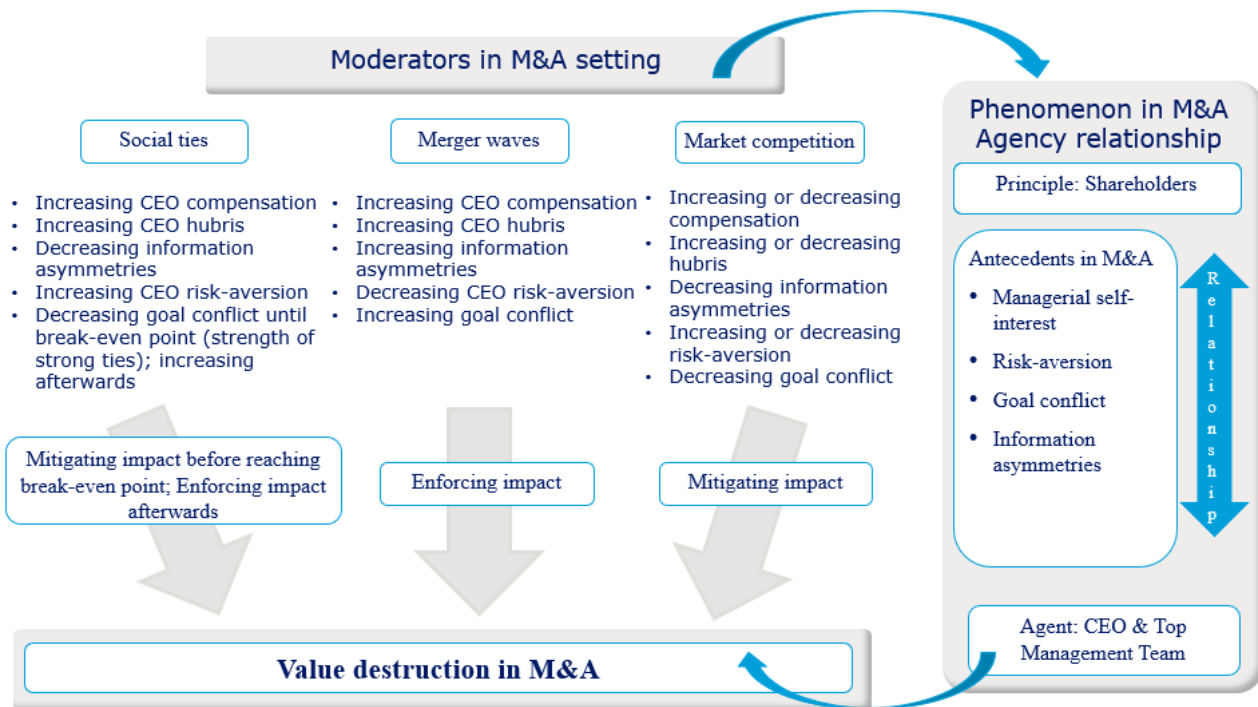 Moderators in M&A setting
Social ties
• Increasing CEO compensation
• Increasing CEO hubris
• Decreasing information
asymmetries
• Increasing CEO risk-aversion
• Decreasing goal conflict until
break-even point (strength of
strong ties); increasing
afterwards
Mitigating impact before reaching
break-even point; Enforcing impact
afterwards
Merger waves
• Increasing CEO compensation
• Increasing CEO hubris
• Increasing information
asymmetries
• Decreasing CEO risk-aversion
• Increasing goal conflict
Enforcing impact
Market competition
• Increasing or decreasing
compensation
• Increasing or decreasing
hubris
• Decreasing information
asymmetries
• Increasing or decreasing
risk-aversion
• Decreasing goal conflict
Mitigating impact
Value destruction in M&A
Phenomenon in M&A
Agency relationship
Principle: Shareholders
Antecedents in M&A
• Managerial self-
interest
• Risk-aversion
• Goal conflict
• Information
asymmetries
Relationship
Agent: CEO & Top
Management Team